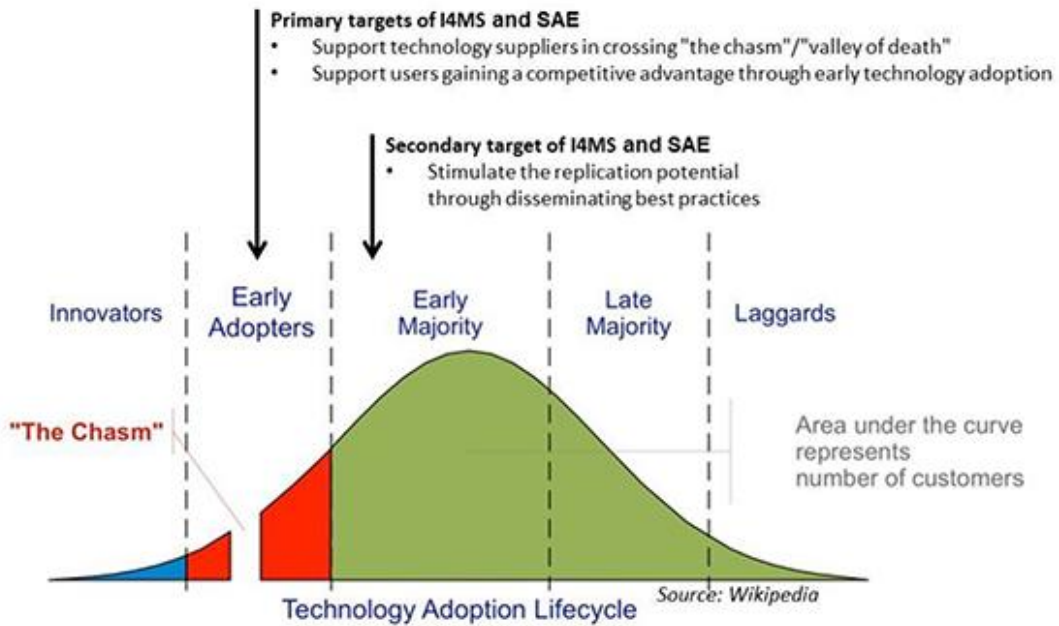 Primary targets of I4MS and SAE
• Support technology suppliers in crossing "the chasm"/"valley of death"
• Support users gaining a competitive advantage through early technology adoption
Secondary target of I4MS and SAE
• Stimulate the replication potential
through disseminating best practices
Innovators
Early
Adopters
Early
Majority
Late
Majority
Laggards
"The Chasm"
Area under the curve
represents
number of customers
Source: Wikipedia
Technology Adoption Lifecycle